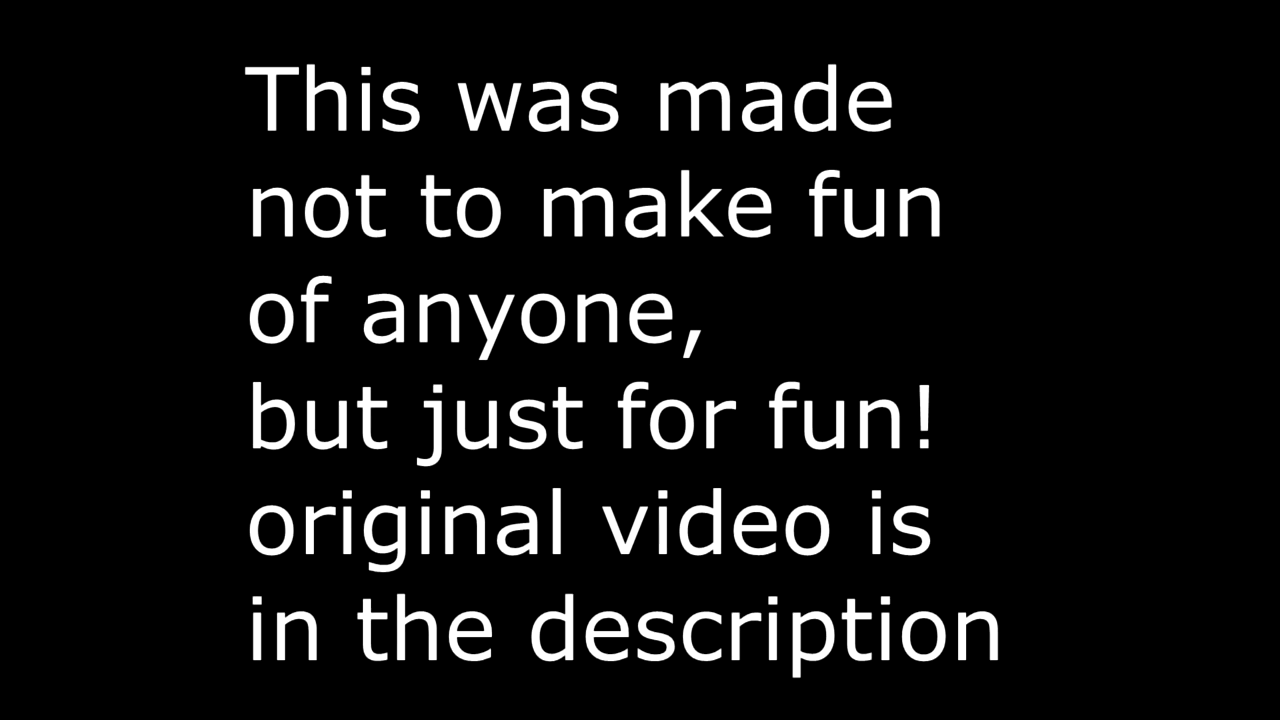 This was made
not to make fun
of anyone,
but just for fun!
original video is
in the description